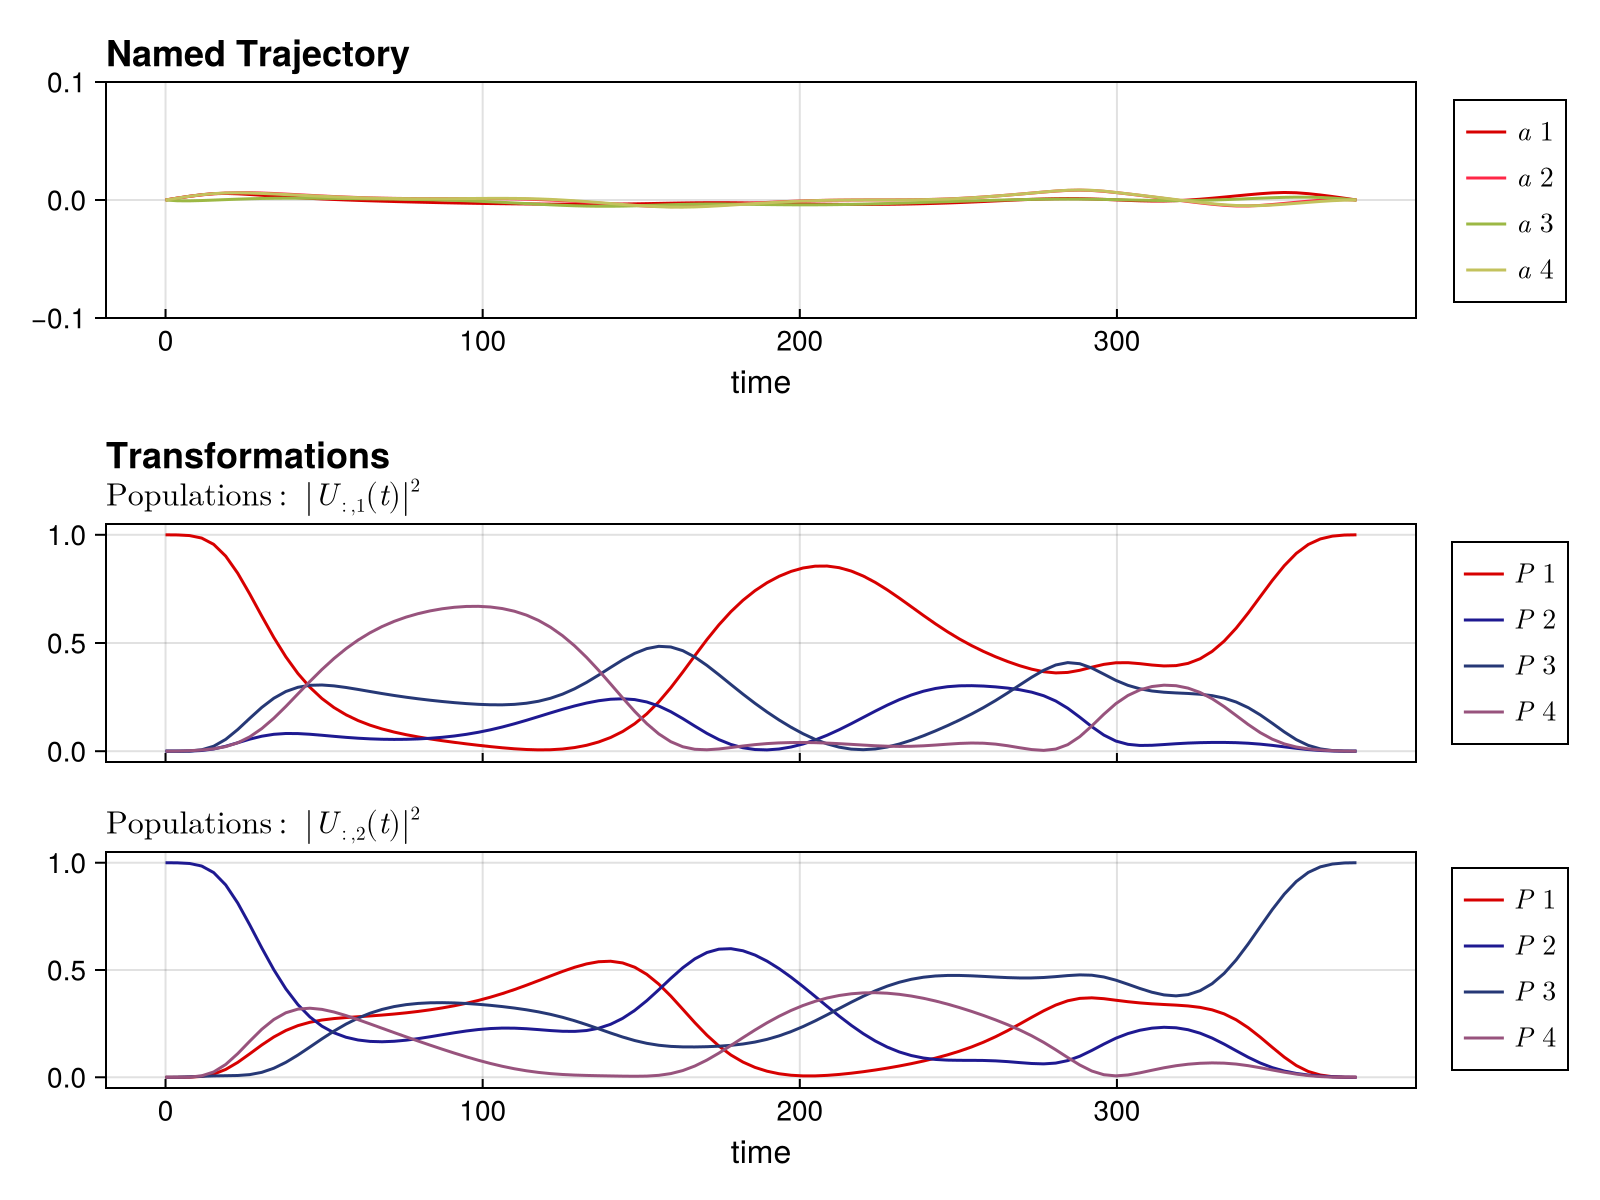 Named Trajectory
0.1
0.0
−0.1
0 100 200 300
time
a 1
a 2
a 3
a 4
Transformations
Populations: |U:,1(t)|²
1.0
0.5
0.0
P 1
P 2
P 3
P 4
Populations: |U:,2(t)|²
1.0
0.5
0.0
0 100 200 300
time
P 1
P 2
P 3
P 4